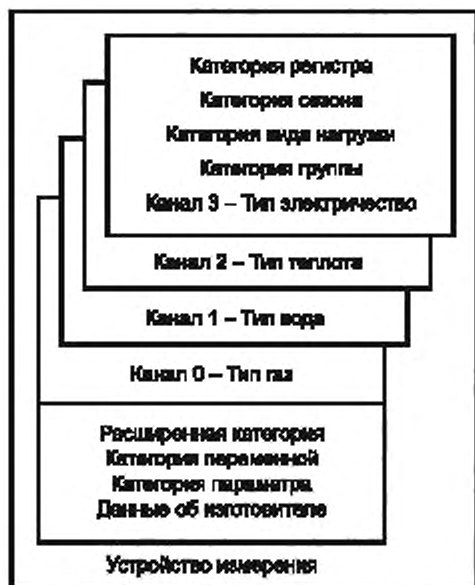 Категория регистра
Категория сезона
Категория вида нагрузки
Категория группы
Канал 3 – Тип электричество
Канал 2 – Тип теплота
Канал 1 – Тип вода
Канал 0 – Тип газ
Расширенная категория
Категория переменной
Категория параметра
Данные об изготовителе
Устройство измерения